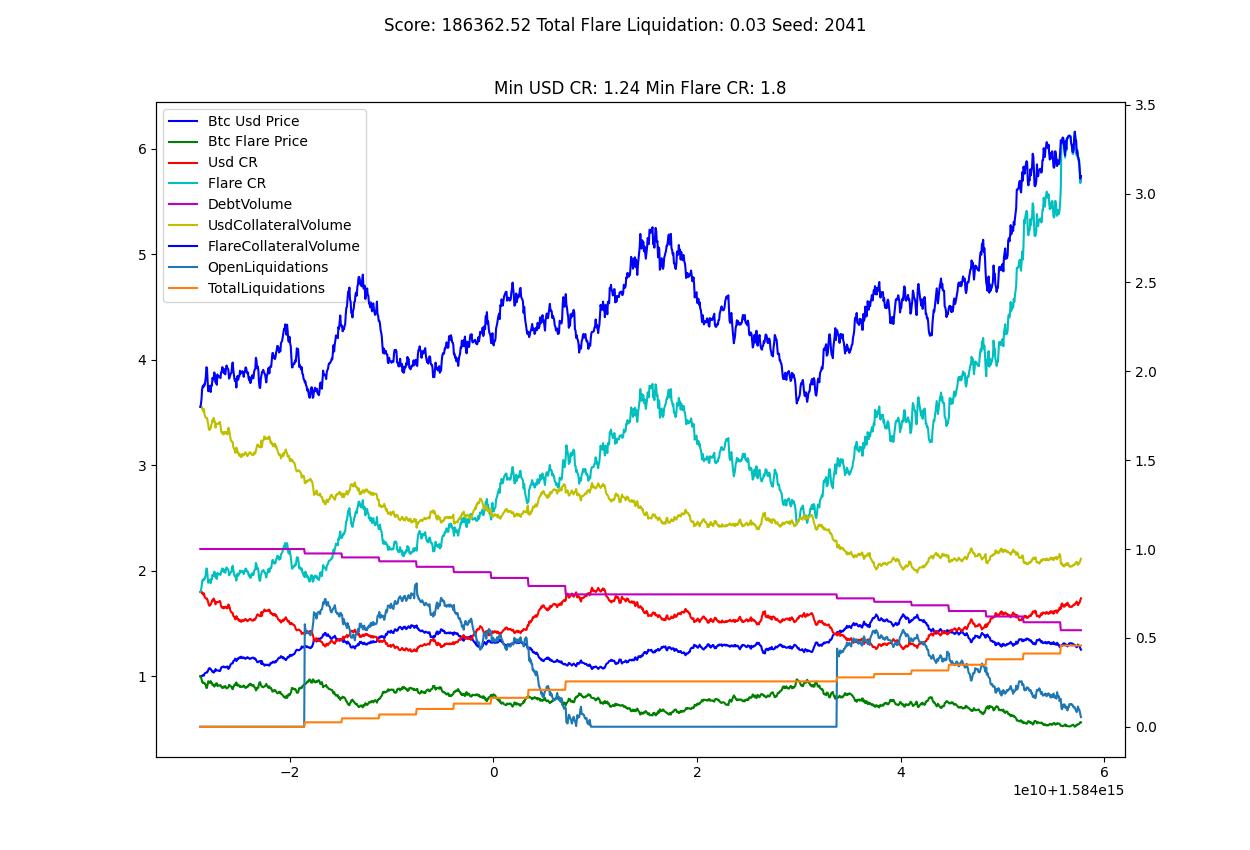 Score: 186362.52 Total Flare Liquidation: 0.03 Seed: 2041
Min USD CR: 1.24 Min Flare CR: 1.8
Btc Usd Price
Btc Flare Price
Usd CR
Flare CR
DebtVolume
UsdCollateralVolume
FlareCollateralVolume
OpenLiquidations
TotalLiquidations
6
5
4
3
2
1
3.5
3.0
2.5
2.0
1.5
1.0
0.5
0.0
−2 0 2 4 6
1e10+1.584e15